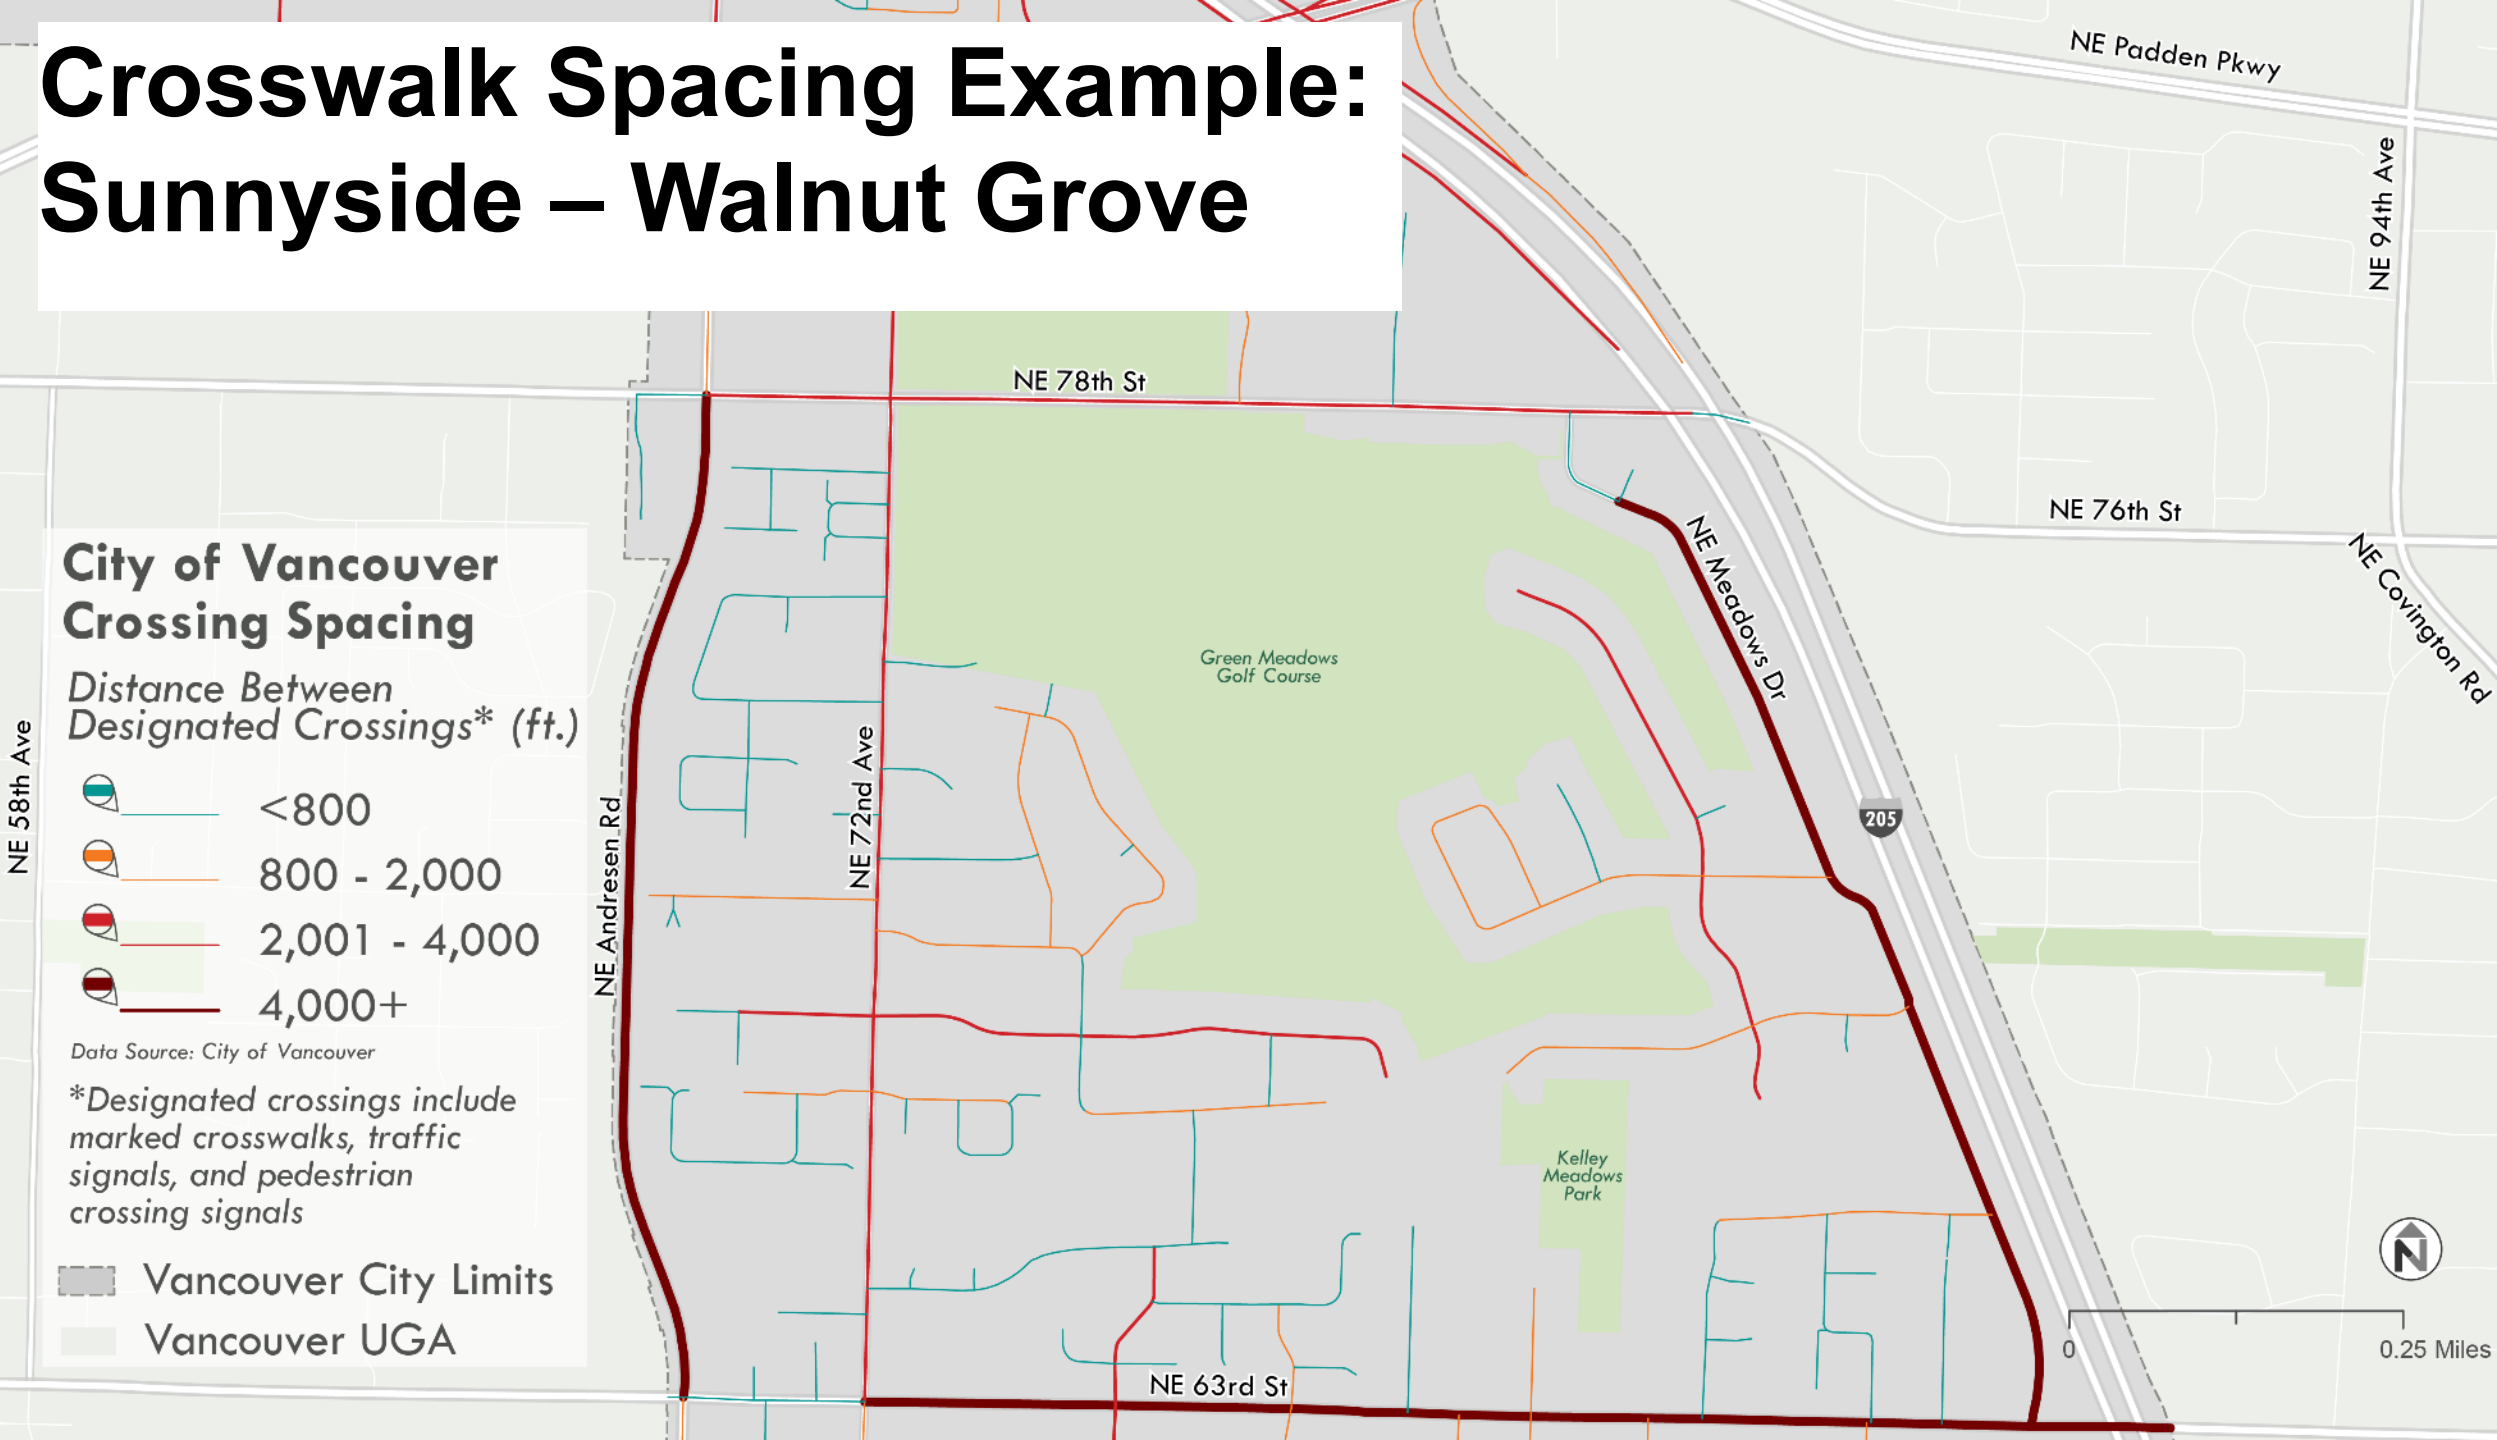 Crosswalk Spacing Example:
Sunnyside – Walnut Grove
NE Padden Pkwy
NE 94th Ave
NE 78th St
NE 76th St
NE Covington Rd
NE Meadows Dr
City of Vancouver
Crossing Spacing
Distance Between
Designated Crossings* (ft.)
<800
800 - 2,000
2,001 - 4,000
4,000+
Data Source: City of Vancouver
*Designated crossings include
marked crosswalks, traffic
signals, and pedestrian
crossing signals
Vancouver City Limits
Vancouver UGA
NE 58th Ave
NE Andresen Rd
NE 72nd Ave
Green Meadows
Golf Course
205
Kelley
Meadows
Park
NE 63rd St
N
0
0.25 Miles